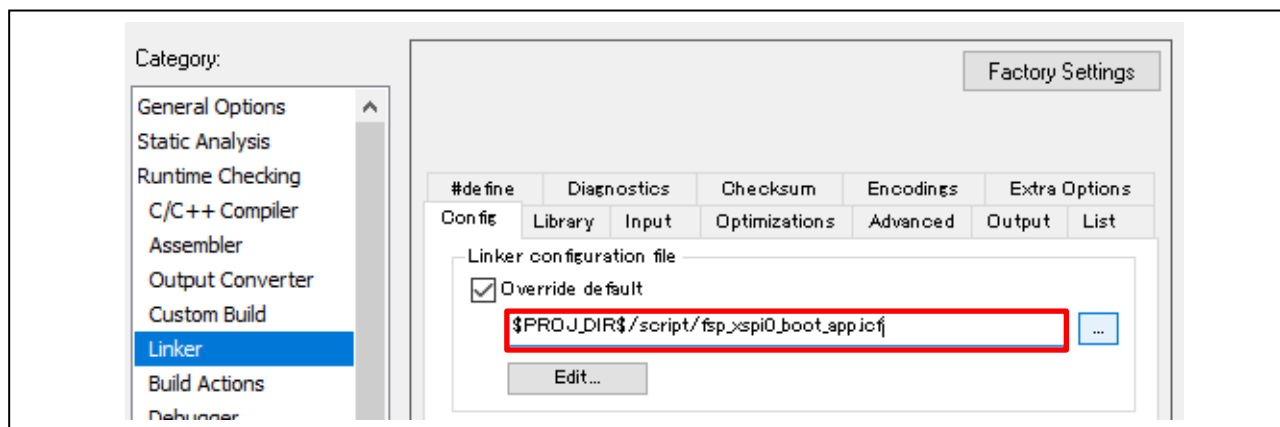 Category:
Factory Settings
General Options
Static Analysis
Runtime Checking
C/C++ Compiler
Assembler
Output Converter
Custom Build
Linker
Build Actions
Debugger
#define Diagnostics Checksum Encodings Extra Options
Config Library Input Optimizations Advanced Output List
Linker configuration file
Override default
$PROJ_DIR$/script/fsp_xspi0_boot_app.icf
...
Edit...